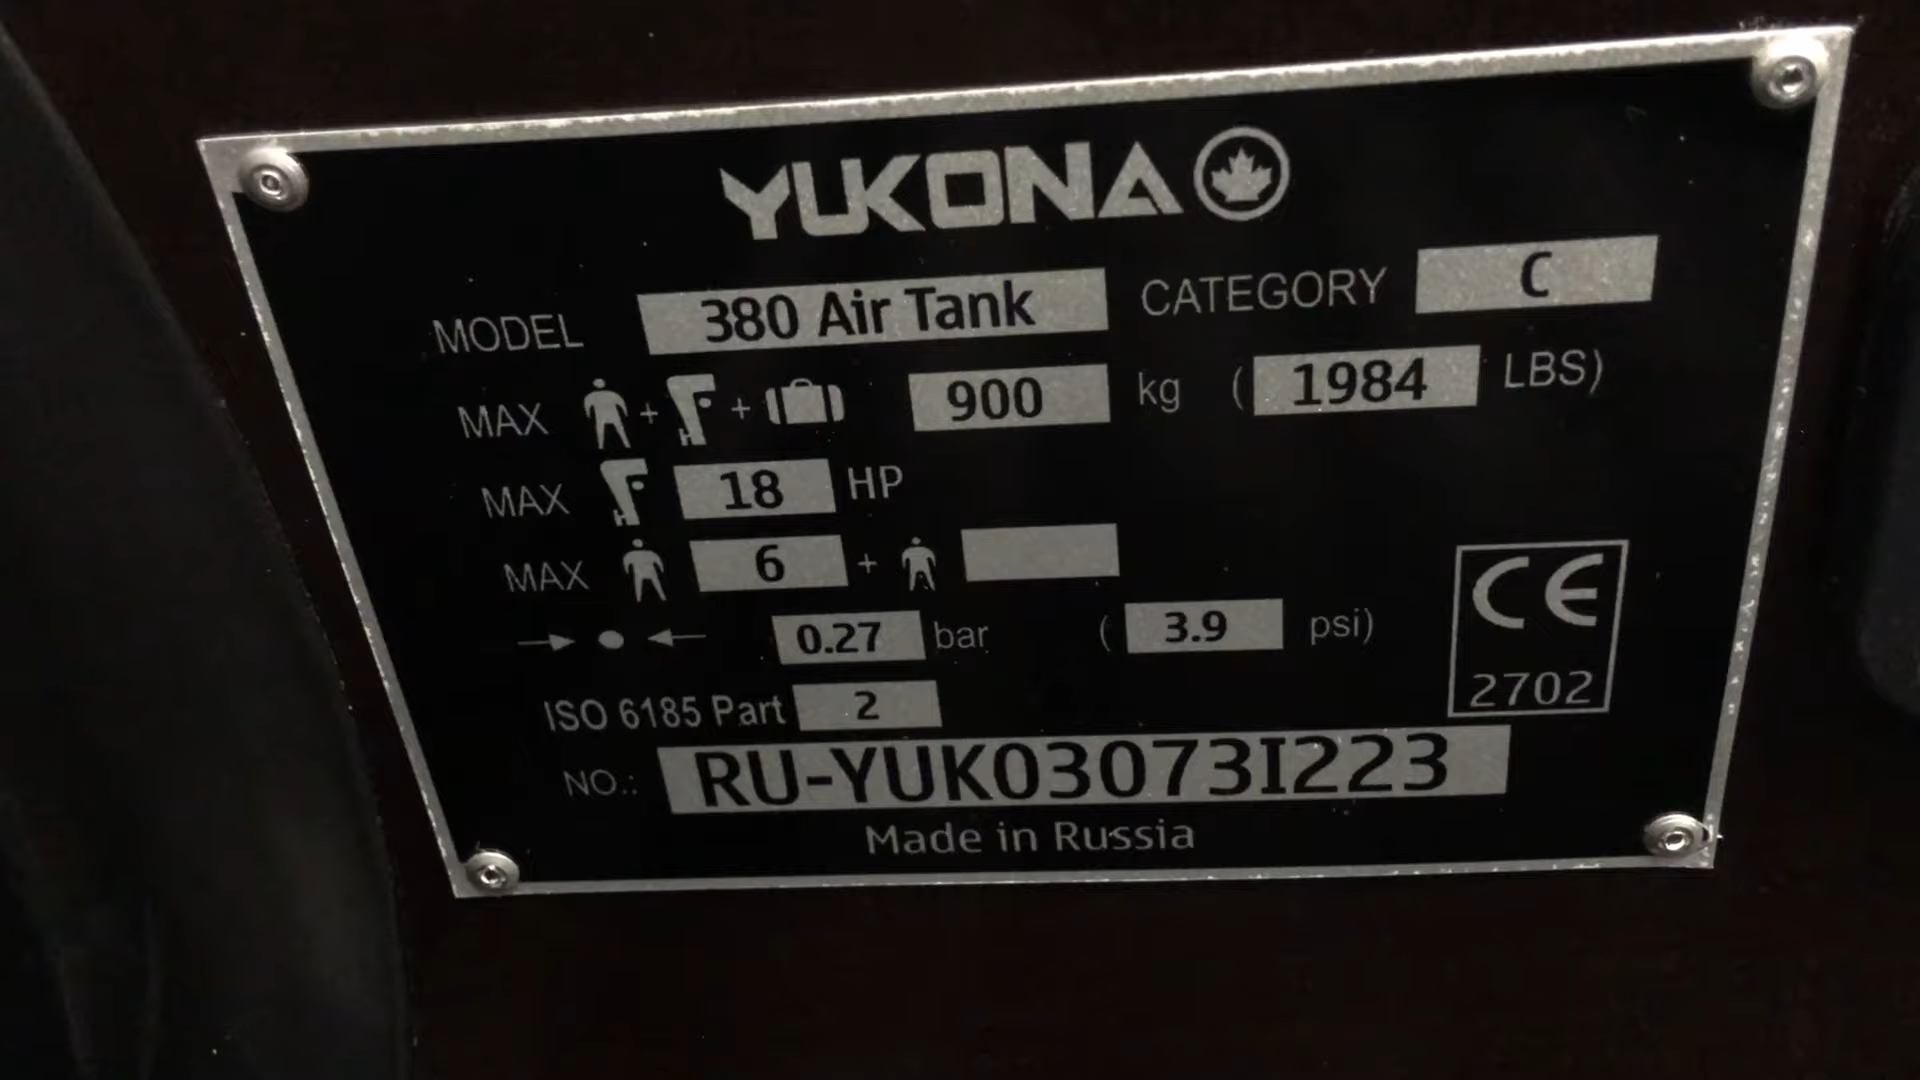 YUKONA
MODEL 380 Air Tank CATEGORY C
MAX + + 900 kg (1984 LBS)
MAX 18 HP
MAX 6 +
0.27 bar (3.9 psi)
ISO 6185 Part 2
CE
2702
NO.: RU-YUK03073I223
Made in Russia